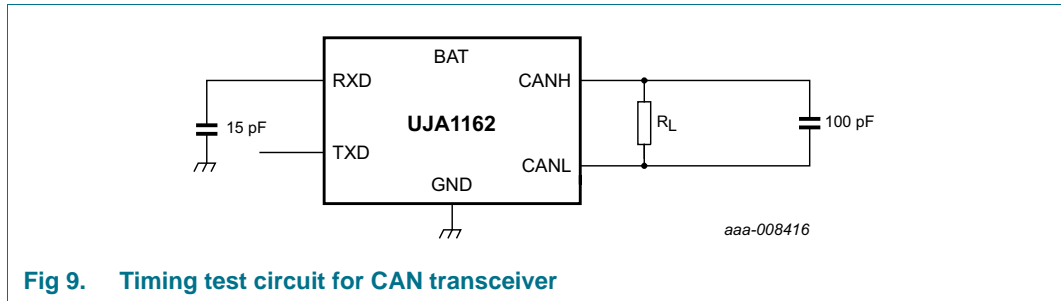 BAT
RXD
CANH
UJA1162
15 pF
RL
100 pF
TXD
CANL
GND
aaa-008416
Fig 9. Timing test circuit for CAN transceiver